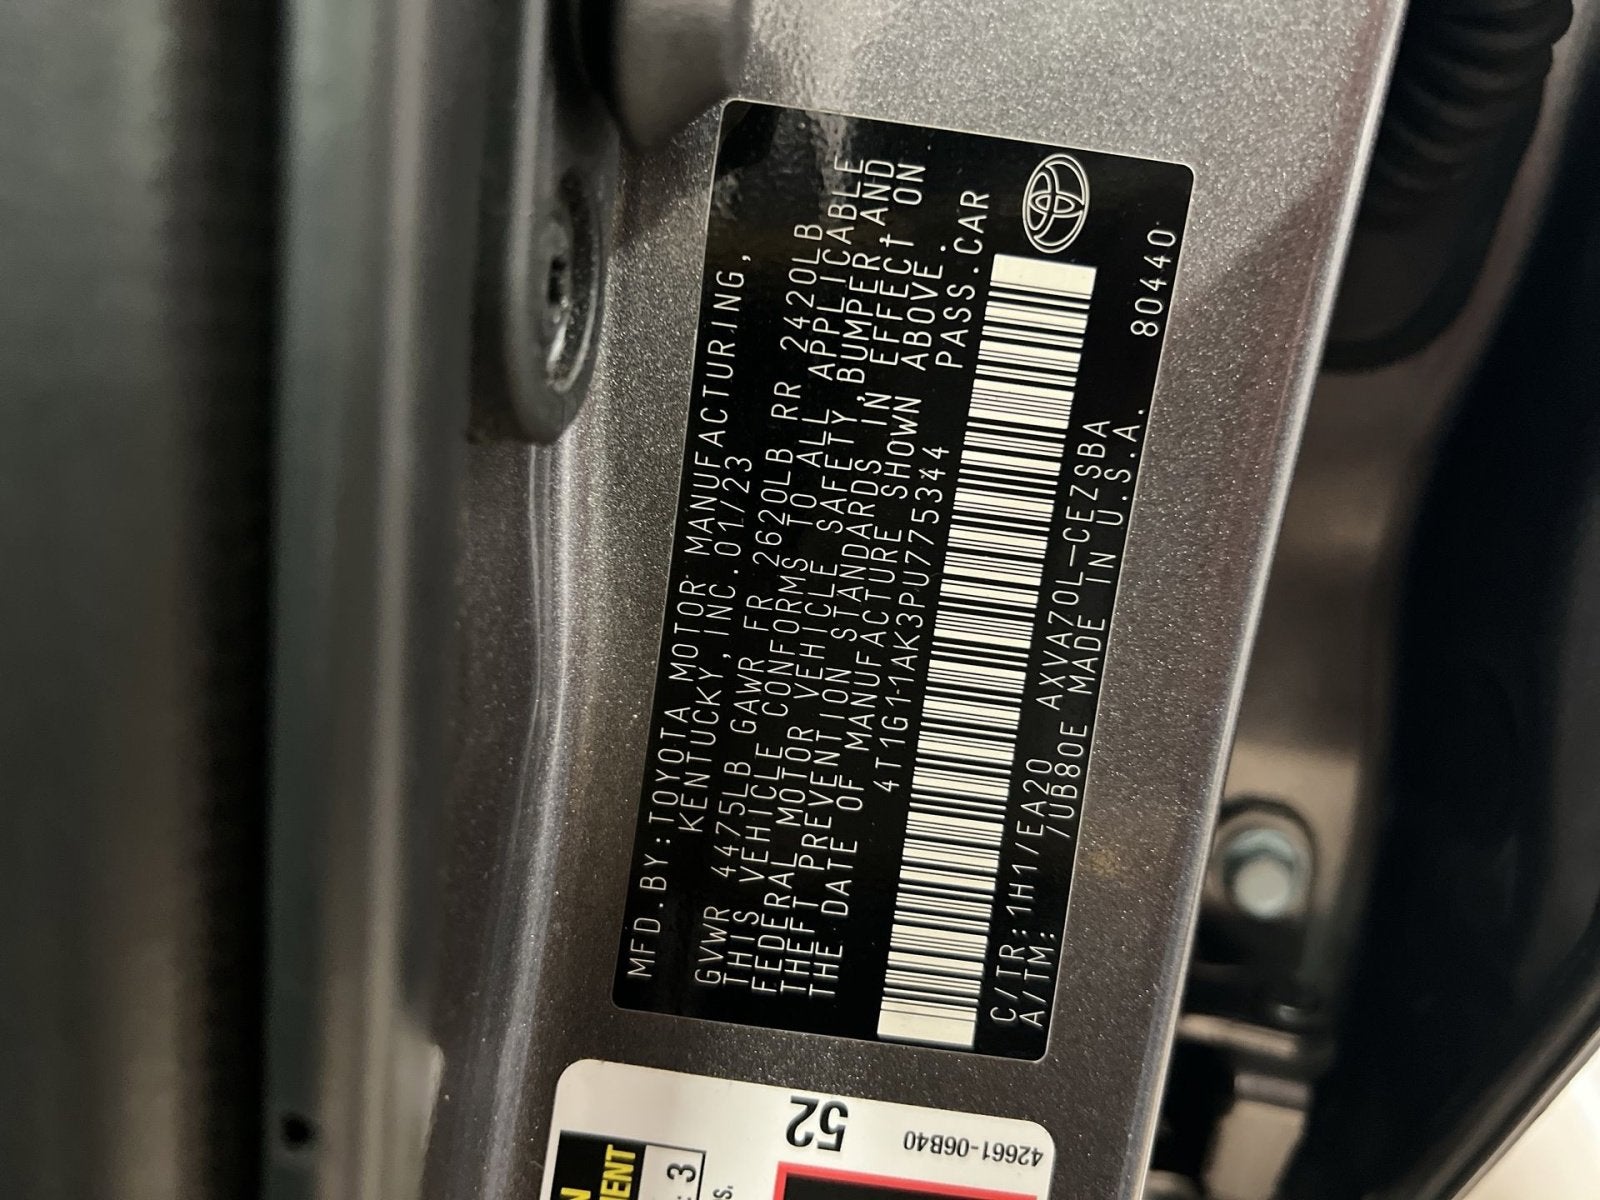 MFD.BY:TOYOTA MOTOR MANUFACTURING,
KENTUCKY,INC.01/23
GVWR 4475LB GAWR FR 2620LB RR 2420LB
THIS VEHICLE CONFORMS TO ALL APPLICABLE
FEDERAL MOTOR VEHICLE SAFETY,BUMPER,AND
THEFT PREVENTION STANDARDS IN EFFECT ON
THE DATE OF MANUFACTURE SHOWN ABOVE.
4T1G11AK3PU775344 PASS.CAR
C/TR:1H1/EA20 AXVA70L-CEZSBA
A/TM: /UB80E MADE IN U.S.A.
80440
52
42661-06B40
3